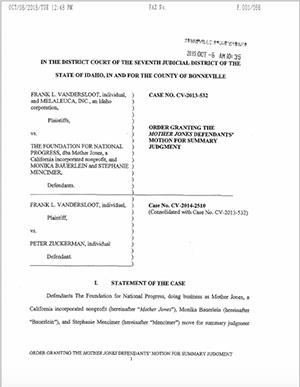 OCT/06/2015/TUE 12:49 PM
FAX No.
P. 001/058
2015 OCT -6 AM 10:35
IN THE DISTRICT COURT OF THE SEVENTH JUDICIAL DISTRICT OF THE
STATE OF IDAHO, IN AND FOR THE COUNTY OF BONNEVILLE
FRANK L. VANDERSLOOT, individual,
and MELALEUCA, INC., an Idaho
corporation,
Plaintiffs,
vs.
THE FOUNDATION FOR NATIONAL
PROGRESS, dba Mother Jones, a
California incorporated nonprofit, and
MONIKA BAUERLEIN and STEPHANIE
MENCIMER,
Defendants.
CASE NO. CV-2013-532
ORDER GRANTING THE
MOTHER JONES DEFENDANTS'
MOTION FOR SUMMARY
JUDGMENT
FRANK L. VANDERSLOOT, individual,
Plaintiff,
vs.
PETER ZUCKERMAN, individual
Defendant.
Case No. CV-2014-2510
(Consolidated with Case No. CV-2013-532)
I. STATEMENT OF THE CASE
Defendants The Foundation for National Progress, doing business as Mother Jones, a
California incorporated nonprofit (hereinafter "Mother Jones"), Monika Bauerlein (hereinafter
"Bauerlein"), and Stephanie Mencimer (hereinafter "Mencimer") move for summary judgment
ORDER GRANTING THE MOTHER JONES DEFENDANTS' MOTION FOR SUMMARY JUDGMENT
1